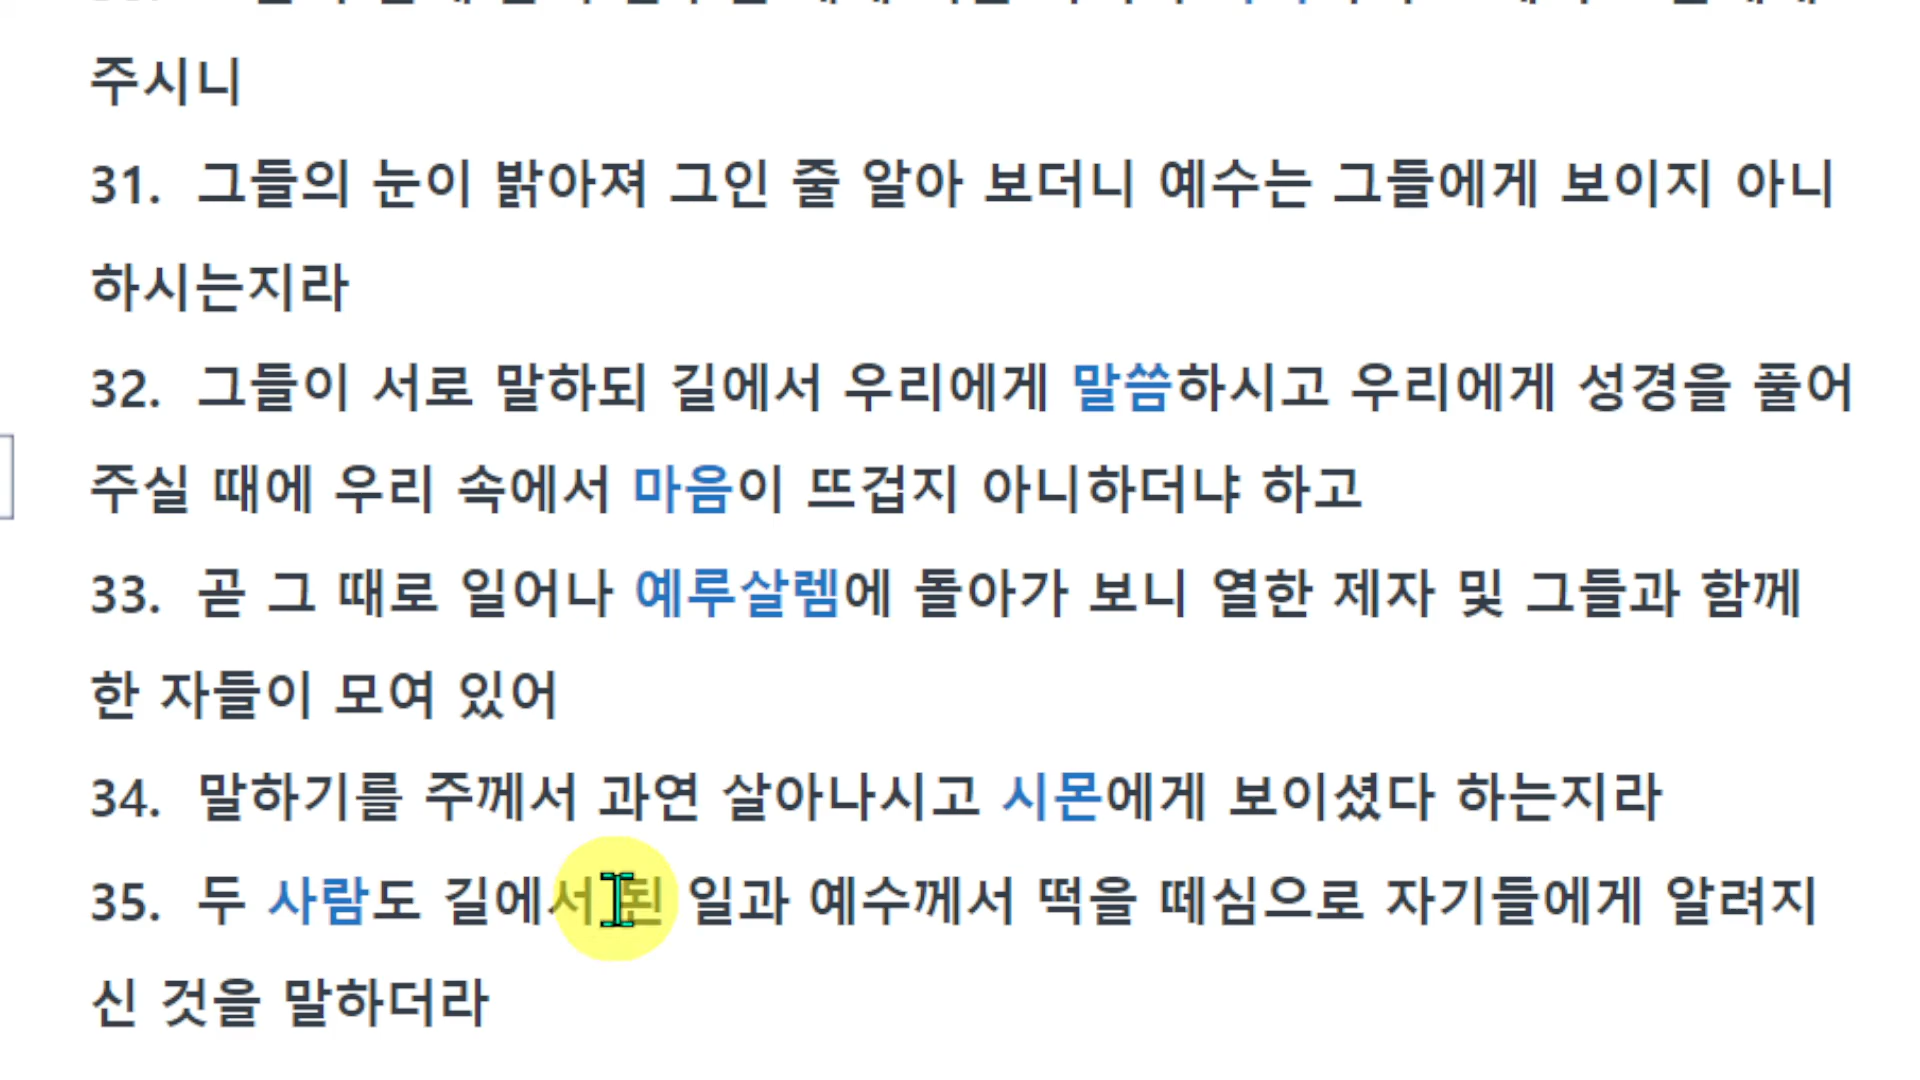 주시니
31. 그들의 눈이 밝아져 그인 줄 알아 보더니 예수는 그들에게 보이지 아니
하시는지라
32. 그들이 서로 말하되 길에서 우리에게 말씀하시고 우리에게 성경을 풀어
주실 때에 우리 속에서 마음이 뜨겁지 아니하더냐 하고
33. 곧 그 때로 일어나 예루살렘에 돌아가 보니 열한 제자 및 그들과 함께
한 자들이 모여 있어
34. 말하기를 주께서 과연 살아나시고 시몬에게 보이셨다 하는지라
35. 두 사람도 길에서 된 일과 예수께서 떡을 떼심으로 자기들에게 알려지
신 것을 말하더라